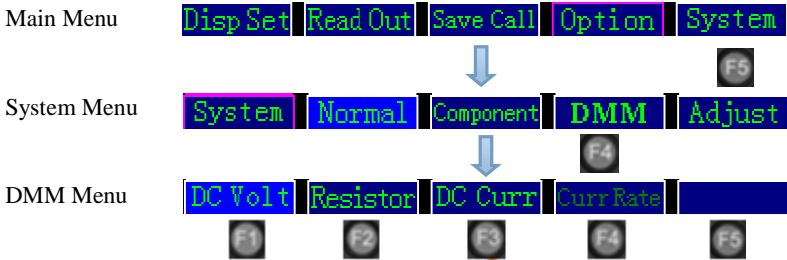 Main Menu Disp Set Read Out Save Call Option System
F5
System Menu System Normal Component DMM Adjust
F4
DMM Menu DC Volt Resistor DC Curr Curr Rate
F1 F2 F3 F4 F5